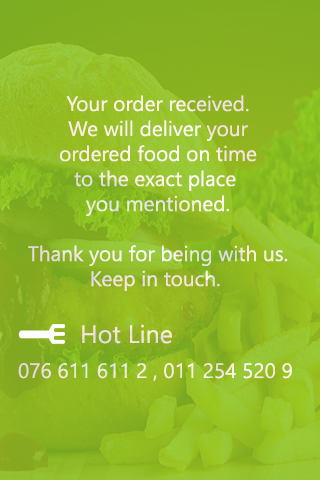 Your order received.
We will deliver your
ordered food on time
to the exact place
you mentioned.
Thank you for being with us.
Keep in touch.
Hot Line
076 611 611 2 , 011 254 520 9